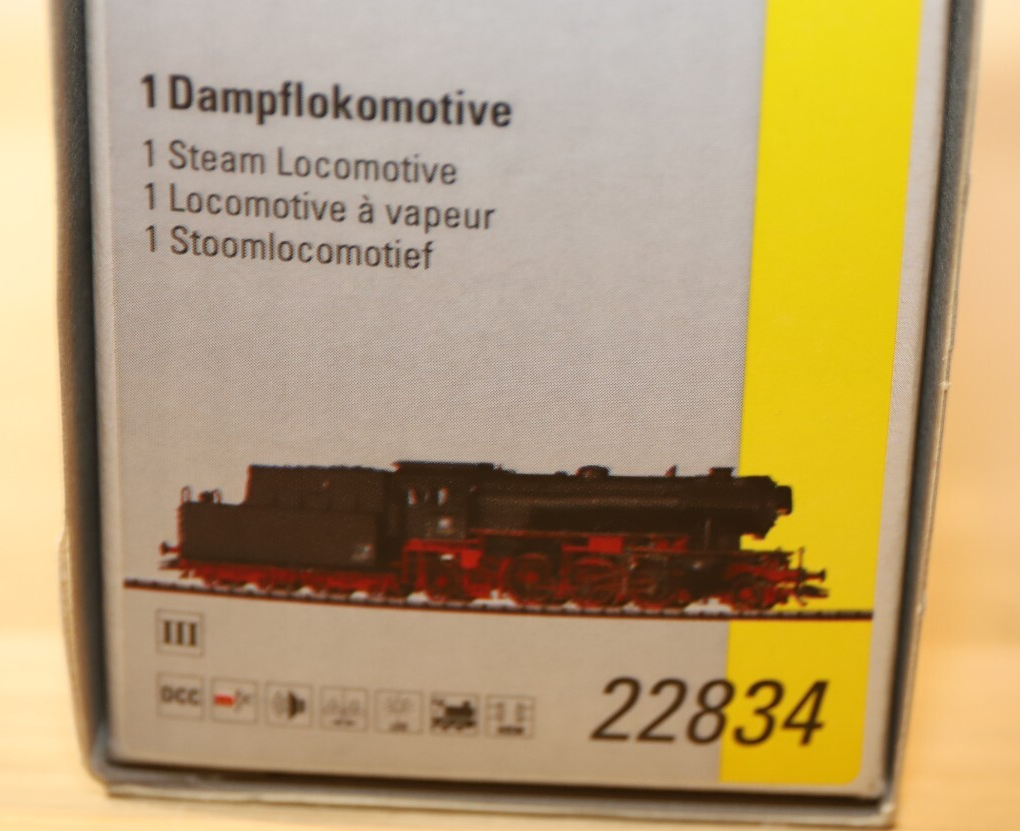 1 Dampflokomotive
1 Steam Locomotive
1 Locomotive à vapeur
1 Stoomlocomotief
III
DCC
22834